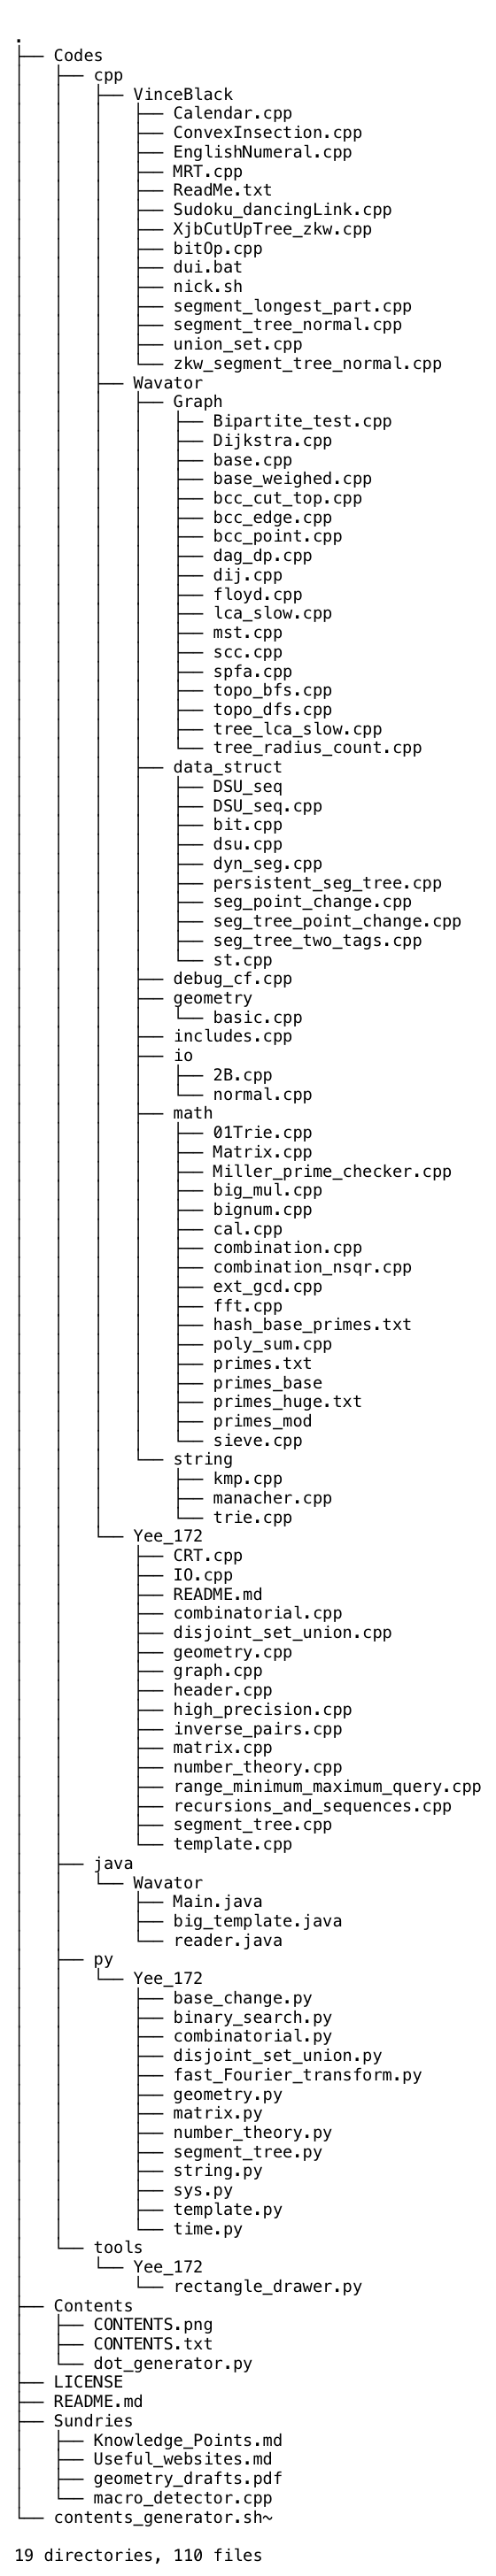 .
├── Codes
│   ├── cpp
│   │   ├── VinceBlack
│   │   │   ├── Calendar.cpp
│   │   │   ├── ConvexInsection.cpp
│   │   │   ├── EnglishNumeral.cpp
│   │   │   ├── MRT.cpp
│   │   │   ├── ReadMe.txt
│   │   │   ├── Sudoku_dancingLink.cpp
│   │   │   ├── XjbCutUpTree_zkw.cpp
│   │   │   ├── bitOp.cpp
│   │   │   ├── dui.bat
│   │   │   ├── nick.sh
│   │   │   ├── segment_longest_part.cpp
│   │   │   ├── segment_tree_normal.cpp
│   │   │   ├── union_set.cpp
│   │   │   └── zkw_segment_tree_normal.cpp
│   │   ├── Wavator
│   │   │   ├── Graph
│   │   │   │   ├── Bipartite_test.cpp
│   │   │   │   ├── Dijkstra.cpp
│   │   │   │   ├── base.cpp
│   │   │   │   ├── base_weighed.cpp
│   │   │   │   ├── bcc_cut_top.cpp
│   │   │   │   ├── bcc_edge.cpp
│   │   │   │   ├── bcc_point.cpp
│   │   │   │   ├── dag_dp.cpp
│   │   │   │   ├── dij.cpp
│   │   │   │   ├── floyd.cpp
│   │   │   │   ├── lca_slow.cpp
│   │   │   │   ├── mst.cpp
│   │   │   │   ├── scc.cpp
│   │   │   │   ├── spfa.cpp
│   │   │   │   ├── topo_bfs.cpp
│   │   │   │   ├── topo_dfs.cpp
│   │   │   │   ├── tree_lca_slow.cpp
│   │   │   │   └── tree_radius_count.cpp
│   │   │   ├── data_struct
│   │   │   │   ├── DSU_seq
│   │   │   │   ├── DSU_seq.cpp
│   │   │   │   ├── bit.cpp
│   │   │   │   ├── dsu.cpp
│   │   │   │   ├── dyn_seg.cpp
│   │   │   │   ├── persistent_seg_tree.cpp
│   │   │   │   ├── seg_point_change.cpp
│   │   │   │   ├── seg_tree_point_change.cpp
│   │   │   │   ├── seg_tree_two_tags.cpp
│   │   │   │   └── st.cpp
│   │   │   ├── debug_cf.cpp
│   │   │   ├── geometry
│   │   │   │   └── basic.cpp
│   │   │   ├── includes.cpp
│   │   │   ├── io
│   │   │   │   ├── 2B.cpp
│   │   │   │   └── normal.cpp
│   │   │   ├── math
│   │   │   │   ├── 01Trie.cpp
│   │   │   │   ├── Matrix.cpp
│   │   │   │   ├── Miller_prime_checker.cpp
│   │   │   │   ├── big_mul.cpp
│   │   │   │   ├── bignum.cpp
│   │   │   │   ├── cal.cpp
│   │   │   │   ├── combination.cpp
│   │   │   │   ├── combination_nsqr.cpp
│   │   │   │   ├── ext_gcd.cpp
│   │   │   │   ├── fft.cpp
│   │   │   │   ├── hash_base_primes.txt
│   │   │   │   ├── poly_sum.cpp
│   │   │   │   ├── primes.txt
│   │   │   │   ├── primes_base
│   │   │   │   ├── primes_huge.txt
│   │   │   │   ├── primes_mod
│   │   │   │   └── sieve.cpp
│   │   │   └── string
│   │   │       ├── kmp.cpp
│   │   │       ├── manacher.cpp
│   │   │       └── trie.cpp
│   │   └── Yee_172
│   │       ├── CRT.cpp
│   │       ├── IO.cpp
│   │       ├── README.md
│   │       ├── combinatorial.cpp
│   │       ├── disjoint_set_union.cpp
│   │       ├── geometry.cpp
│   │       ├── graph.cpp
│   │       ├── header.cpp
│   │       ├── high_precision.cpp
│   │       ├── inverse_pairs.cpp
│   │       ├── matrix.cpp
│   │       ├── number_theory.cpp
│   │       ├── range_minimum_maximum_query.cpp
│   │       ├── recursions_and_sequences.cpp
│   │       ├── segment_tree.cpp
│   │       └── template.cpp
│   ├── java
│   │   └── Wavator
│   │       ├── Main.java
│   │       ├── big_template.java
│   │       └── reader.java
│   ├── py
│   │   └── Yee_172
│   │       ├── base_change.py
│   │       ├── binary_search.py
│   │       ├── combinatorial.py
│   │       ├── disjoint_set_union.py
│   │       ├── fast_Fourier_transform.py
│   │       ├── geometry.py
│   │       ├── matrix.py
│   │       ├── number_theory.py
│   │       ├── segment_tree.py
│   │       ├── string.py
│   │       ├── sys.py
│   │       ├── template.py
│   │       └── time.py
│   └── tools
│       └── Yee_172
│           └── rectangle_drawer.py
├── Contents
│   ├── CONTENTS.png
│   ├── CONTENTS.txt
│   └── dot_generator.py
├── LICENSE
├── README.md
├── Sundries
│   ├── Knowledge_Points.md
│   ├── Useful_websites.md
│   ├── geometry_drafts.pdf
│   └── macro_detector.cpp
└── contents_generator.sh~
19 directories, 110 files